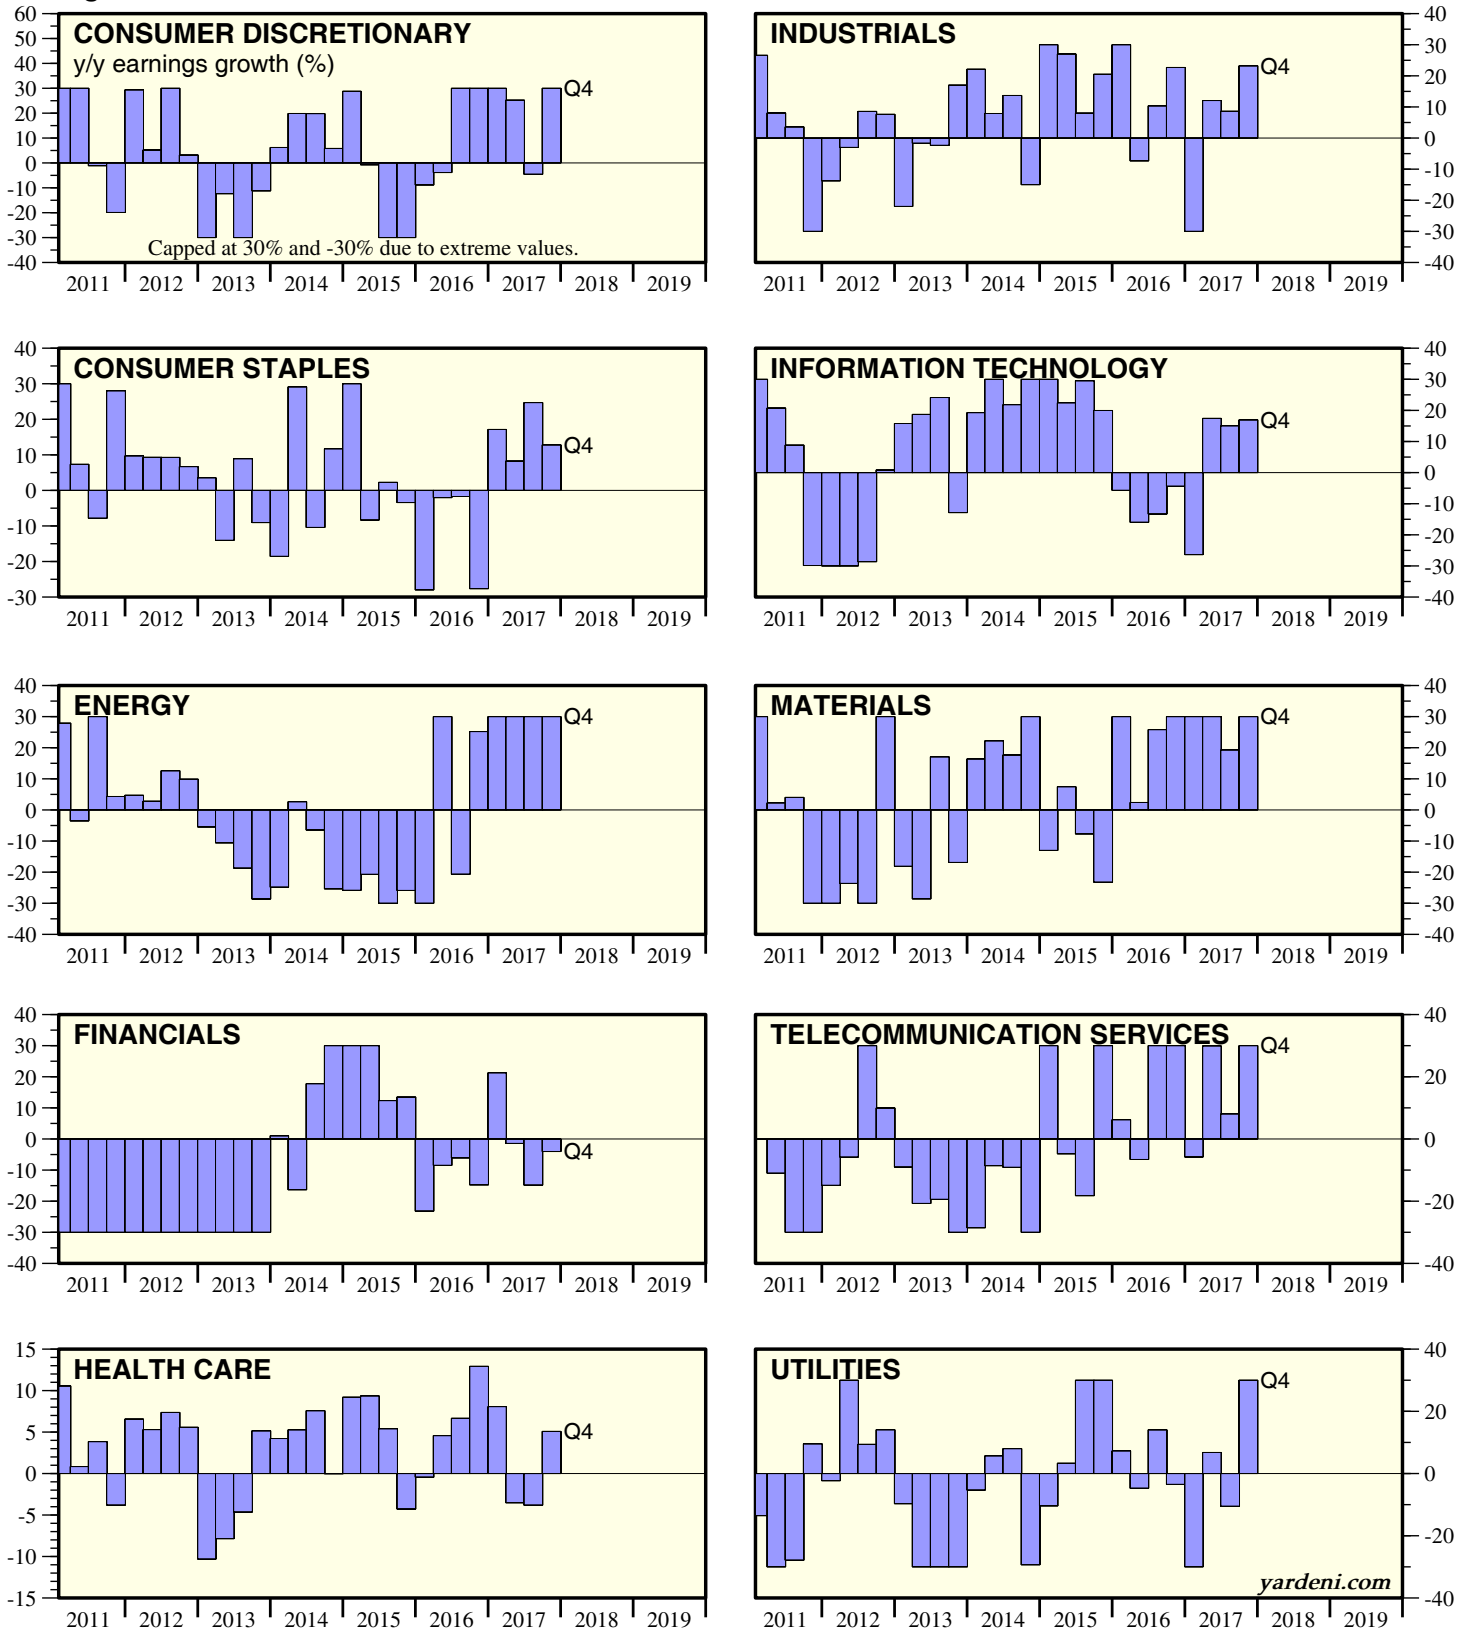 CONSUMER DISCRETIONARY
y/y earnings growth (%)
60
50
40
30
20
10
0
-10
-20
-30
-40
Q4
Capped at 30% and -30% due to extreme values.
2011 2012 2013 2014 2015 2016 2017 2018 2019
INDUSTRIALS
40
30
20
10
0
-10
-20
-30
-40
Q4
2011 2012 2013 2014 2015 2016 2017 2018 2019
CONSUMER STAPLES
40
30
20
10
0
-10
-20
-30
Q4
2011 2012 2013 2014 2015 2016 2017 2018 2019
INFORMATION TECHNOLOGY
40
30
20
10
0
-10
-20
-30
-40
Q4
2011 2012 2013 2014 2015 2016 2017 2018 2019
ENERGY
40
30
20
10
0
-10
-20
-30
-40
Q4
2011 2012 2013 2014 2015 2016 2017 2018 2019
MATERIALS
40
30
20
10
0
-10
-20
-30
-40
Q4
2011 2012 2013 2014 2015 2016 2017 2018 2019
FINANCIALS
40
30
20
10
0
-10
-20
-30
-40
Q4
2011 2012 2013 2014 2015 2016 2017 2018 2019
TELECOMMUNICATION SERVICES
40
20
0
-20
-40
Q4
2011 2012 2013 2014 2015 2016 2017 2018 2019
HEALTH CARE
15
10
5
0
-5
-10
-15
Q4
2011 2012 2013 2014 2015 2016 2017 2018 2019
UTILITIES
40
20
0
-20
-40
Q4
yardeni.com
2011 2012 2013 2014 2015 2016 2017 2018 2019